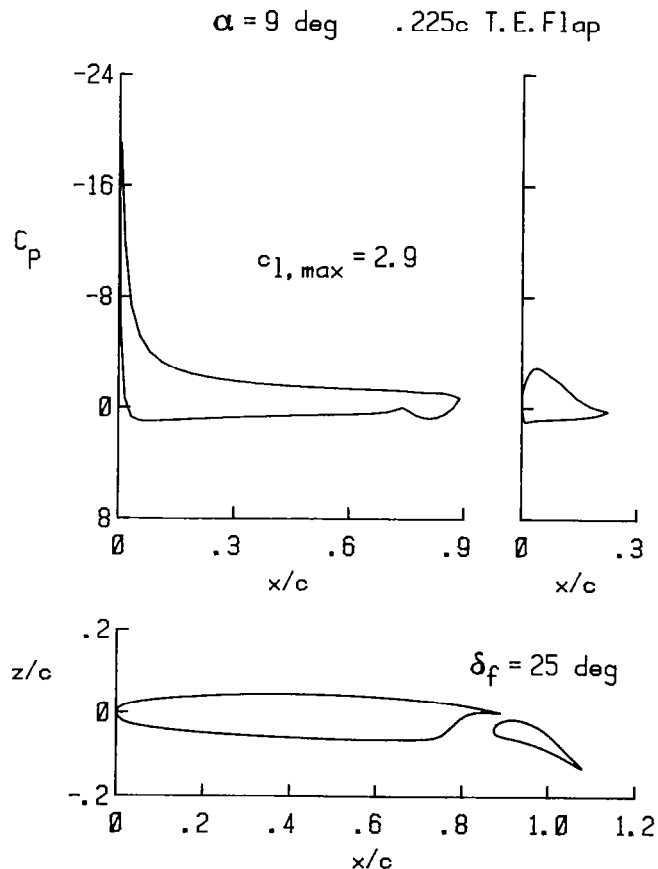 α = 9 deg .225c T.E.Flap
-24
-16
-8
0
8
C_p
c_l, max = 2.9
0 .3 .6 .9
x/c
0 .3
x/c
.2
0
-.2
z/c
δ_f = 25 deg
0 .2 .4 .6 .8 1.0 1.2
x/c